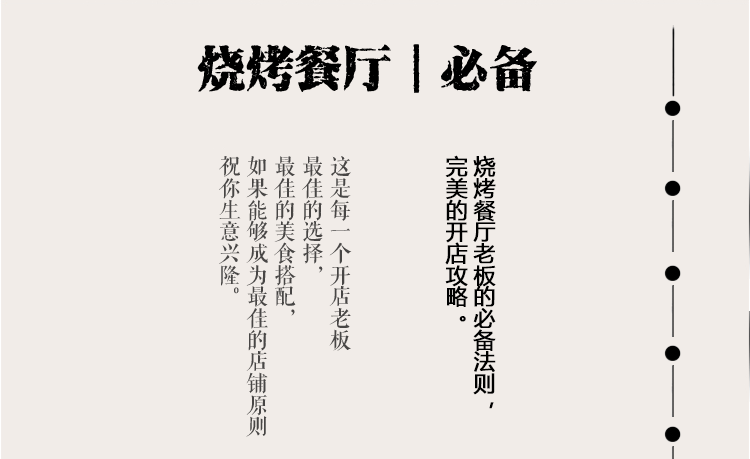 烧烤餐厅|必备
烧烤餐厅老板的必备法则，
完美的开店攻略。
这是每一个开店老板
最佳的选择，
最佳的美食搭配，
如果能够成为最佳的店铺原则
祝你生意兴隆。